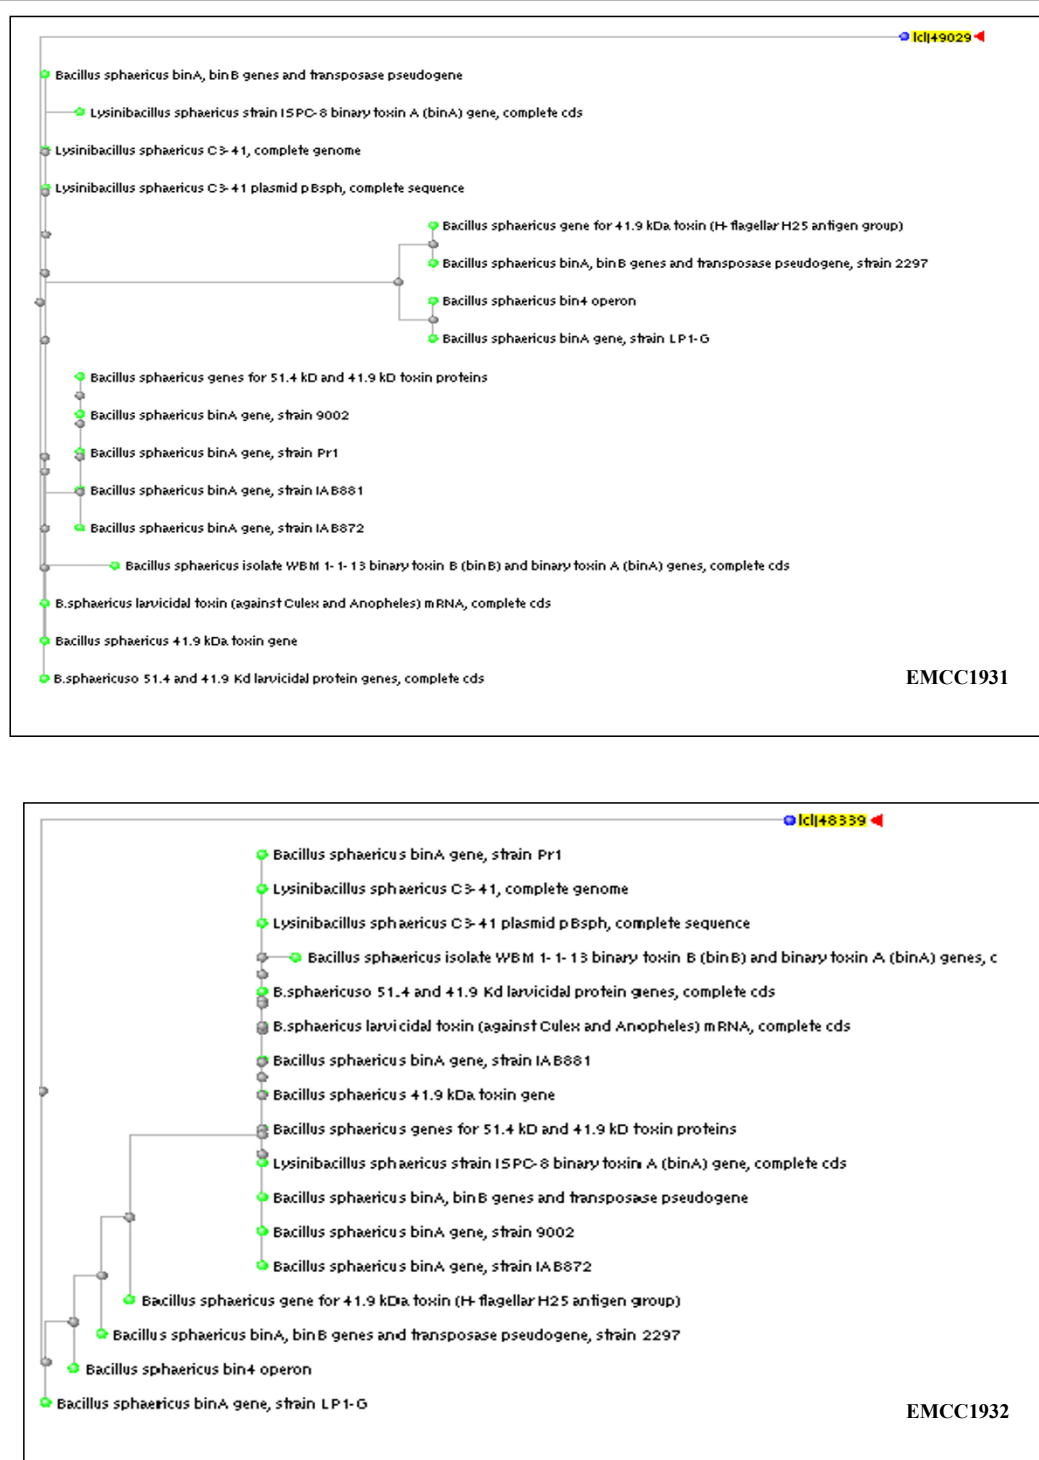 lcl|49029
Bacillus sphaericus binA, binB genes and transposase pseudogene
Lysinibacillus sphaericus strain ISPC-8 binary toxin A (binA) gene, complete cds
Lysinibacillus sphaericus C3-41, complete genome
Lysinibacillus sphaericus C3-41 plasmid pBsph, complete sequence
Bacillus sphaericus gene for 41.9 kDa toxin (H-flagellar H25 antigen group)
Bacillus sphaericus binA, binB genes and transposase pseudogene, strain 2297
Bacillus sphaericus bin4 operon
Bacillus sphaericus binA gene, strain LP1-G
Bacillus sphaericus genes for 51.4 kD and 41.9 kD toxin proteins
Bacillus sphaericus binA gene, strain 9002
Bacillus sphaericus binA gene, strain Pr1
Bacillus sphaericus binA gene, strain IAB881
Bacillus sphaericus binA gene, strain IAB872
Bacillus sphaericus isolate WBM 1-1-13 binary toxin B (binB) and binary toxin A (binA) genes, complete cds
B.sphaericus larvicidal toxin (against Culex and Anopheles) mRNA, complete cds
Bacillus sphaericus 41.9 kDa toxin gene
B.sphaericuso 51.4 and 41.9 Kd larvicidal protein genes, complete cds
EMCC1931
lcl|48339
Bacillus sphaericus binA gene, strain Pr1
Lysinibacillus sphaericus C3-41, complete genome
Lysinibacillus sphaericus C3-41 plasmid pBsph, complete sequence
Bacillus sphaericus isolate WBM 1-1-13 binary toxin B (binB) and binary toxin A (binA) genes, c
B.sphaericuso 51.4 and 41.9 Kd larvicidal protein genes, complete cds
B.sphaericus larvicidal toxin (against Culex and Anopheles) mRNA, complete cds
Bacillus sphaericus binA gene, strain IAB881
Bacillus sphaericus 41.9 kDa toxin gene
Bacillus sphaericus genes for 51.4 kD and 41.9 kD toxin proteins
Lysinibacillus sphaericus strain ISPC-8 binary toxin A (binA) gene, complete cds
Bacillus sphaericus binA, binB genes and transposase pseudogene
Bacillus sphaericus binA gene, strain 9002
Bacillus sphaericus binA gene, strain IAB872
Bacillus sphaericus gene for 41.9 kDa toxin (H-flagellar H25 antigen group)
Bacillus sphaericus binA, binB genes and transposase pseudogene, strain 2297
Bacillus sphaericus bin4 operon
Bacillus sphaericus binA gene, strain LP1-G
EMCC1932